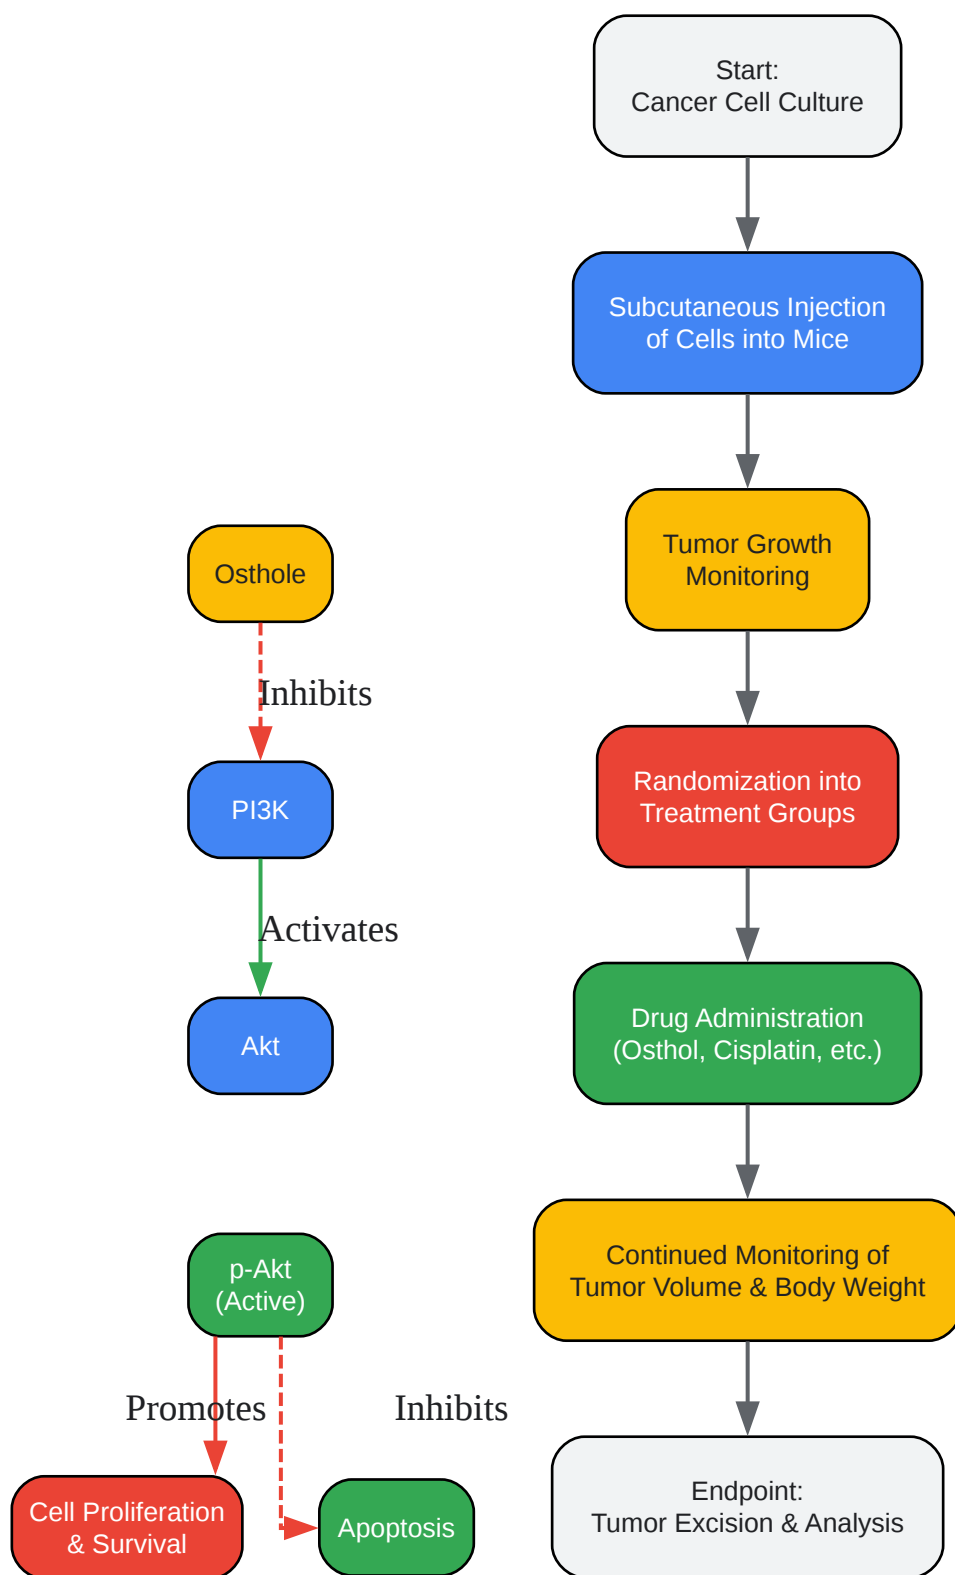 Start:
Cancer Cell Culture
Subcutaneous Injection
of Cells into Mice
Tumor Growth
Monitoring
Randomization into
Treatment Groups
Drug Administration
(Osthol, Cisplatin, etc.)
Continued Monitoring of
Tumor Volume & Body Weight
Endpoint:
Tumor Excision & Analysis
Osthole
Inhibits
PI3K
Activates
Akt
p-Akt
(Active)
Promotes
Inhibits
Cell Proliferation
& Survival
Apoptosis